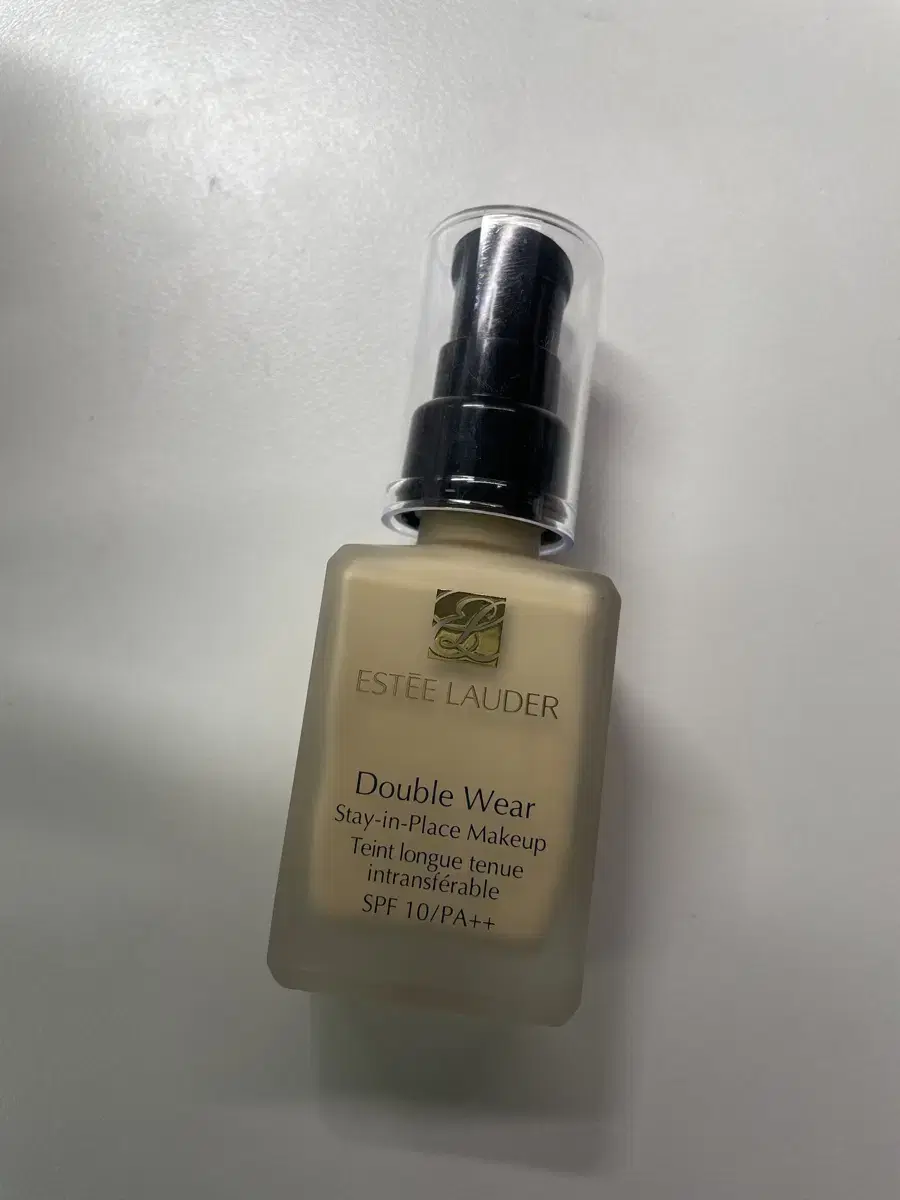 ESTĒE LAUDER
Double Wear
Stay-in-Place Makeup
Teint longue tenue
intransférable
SPF 10/PA++